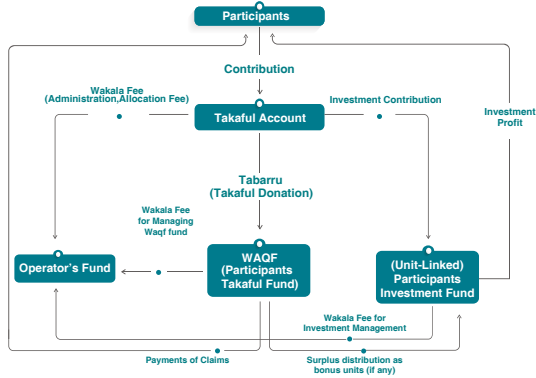 Participants
Contribution
Wakala Fee
(Administration,Allocation Fee)
Investment Contribution
Investment
Profit
Takaful Account
Tabarru
(Takaful Donation)
Wakala Fee
for Managing
Waqf fund
Operator's Fund
WAQF
(Participants
Takaful Fund)
(Unit-Linked)
Participants
Investment Fund
Wakala Fee for
Investment Management
Payments of Claims
Surplus distribution as
bonus units (if any)